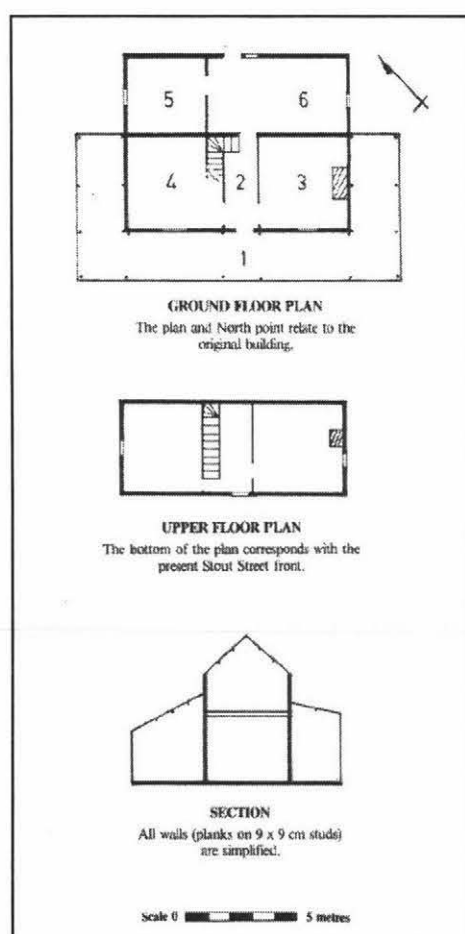 5
6
4
2
3
1
GROUND FLOOR PLAN
The plan and North point relate to the
original building.
UPPER FLOOR PLAN
The bottom of the plan corresponds with the
present Stout Street front.
SECTION
All walls (planks on 9 x 9 cm studs)
are simplified.
Scale 0 5 metres